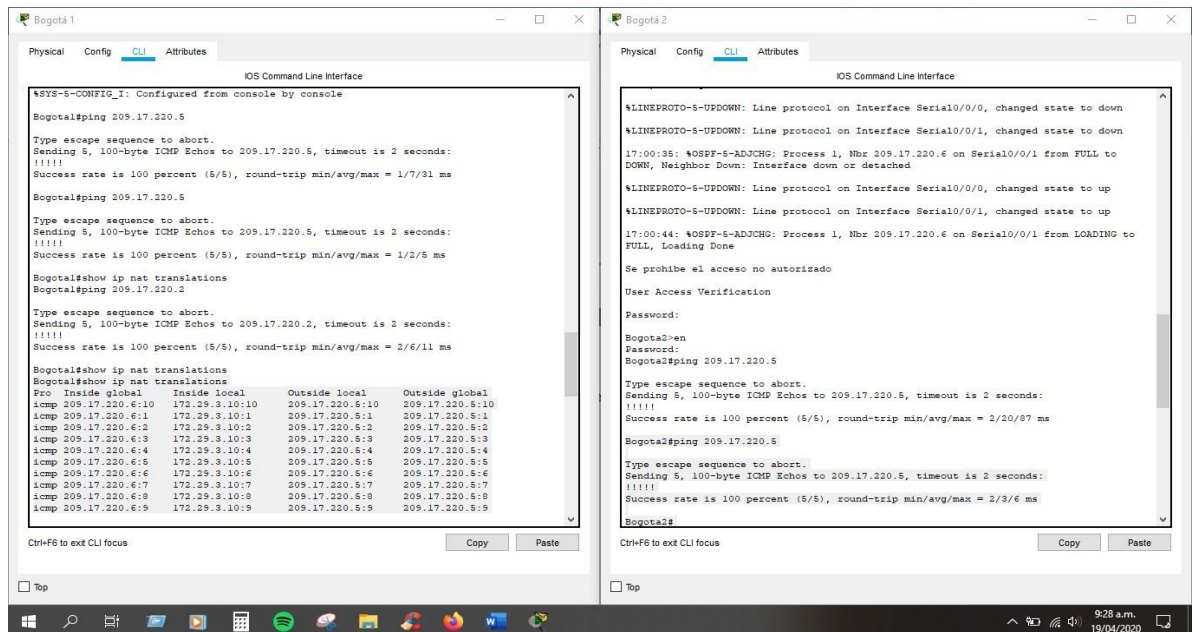 Bogotá 1
Physical Config CLI Attributes
IOS Command Line Interface
%SYS-5-CONFIG_I: Configured from console by console
Bogota1#ping 209.17.220.5
Type escape sequence to abort.
Sending 5, 100-byte ICMP Echos to 209.17.220.5, timeout is 2 seconds:
!!!!!
Success rate is 100 percent (5/5), round-trip min/avg/max = 1/7/31 ms
Bogota1#ping 209.17.220.5
Type escape sequence to abort.
Sending 5, 100-byte ICMP Echos to 209.17.220.5, timeout is 2 seconds:
!!!!!
Success rate is 100 percent (5/5), round-trip min/avg/max = 1/2/5 ms
Bogota1#show ip nat translations
Bogota1#ping 209.17.220.2
Type escape sequence to abort.
Sending 5, 100-byte ICMP Echos to 209.17.220.2, timeout is 2 seconds:
!!!!!
Success rate is 100 percent (5/5), round-trip min/avg/max = 2/6/11 ms
Bogota1#show ip nat translations
Bogota1#show ip nat translations
Pro Inside global Inside local Outside local Outside global
icmp 209.17.220.6:10 172.29.3.10:10 209.17.220.5:10 209.17.220.5:10
icmp 209.17.220.6:1 172.29.3.10:1 209.17.220.5:1 209.17.220.5:1
icmp 209.17.220.6:2 172.29.3.10:2 209.17.220.5:2 209.17.220.5:2
icmp 209.17.220.6:3 172.29.3.10:3 209.17.220.5:3 209.17.220.5:3
icmp 209.17.220.6:4 172.29.3.10:4 209.17.220.5:4 209.17.220.5:4
icmp 209.17.220.6:5 172.29.3.10:5 209.17.220.5:5 209.17.220.5:5
icmp 209.17.220.6:6 172.29.3.10:6 209.17.220.5:6 209.17.220.5:6
icmp 209.17.220.6:7 172.29.3.10:7 209.17.220.5:7 209.17.220.5:7
icmp 209.17.220.6:8 172.29.3.10:8 209.17.220.5:8 209.17.220.5:8
icmp 209.17.220.6:9 172.29.3.10:9 209.17.220.5:9 209.17.220.5:9
Ctrl+F6 to exit CLI focus
Copy Paste
Top
Bogotá 2
Physical Config CLI Attributes
IOS Command Line Interface
%LINEPROTO-5-UPDOWN: Line protocol on Interface Serial0/0/0, changed state to down
%LINEPROTO-5-UPDOWN: Line protocol on Interface Serial0/0/1, changed state to down
17:00:35: %OSPF-5-ADJCHG: Process 1, Nbr 209.17.220.6 on Serial0/0/1 from FULL to
DOWN, Neighbor Down: Interface down or detached
%LINEPROTO-5-UPDOWN: Line protocol on Interface Serial0/0/0, changed state to up
%LINEPROTO-5-UPDOWN: Line protocol on Interface Serial0/0/1, changed state to up
17:00:44: %OSPF-5-ADJCHG: Process 1, Nbr 209.17.220.6 on Serial0/0/1 from LOADING to
FULL, Loading Done
Se prohibe el acceso no autorizado
User Access Verification
Password:
Bogota2>en
Password:
Bogota2#ping 209.17.220.5
Type escape sequence to abort.
Sending 5, 100-byte ICMP Echos to 209.17.220.5, timeout is 2 seconds:
!!!!!
Success rate is 100 percent (5/5), round-trip min/avg/max = 2/20/87 ms
Bogota2#ping 209.17.220.5
Type escape sequence to abort.
Sending 5, 100-byte ICMP Echos to 209.17.220.5, timeout is 2 seconds:
!!!!!
Success rate is 100 percent (5/5), round-trip min/avg/max = 2/3/6 ms
Bogota2#
Ctrl+F6 to exit CLI focus
Copy Paste
Top
9:28 a.m.
19/04/2020